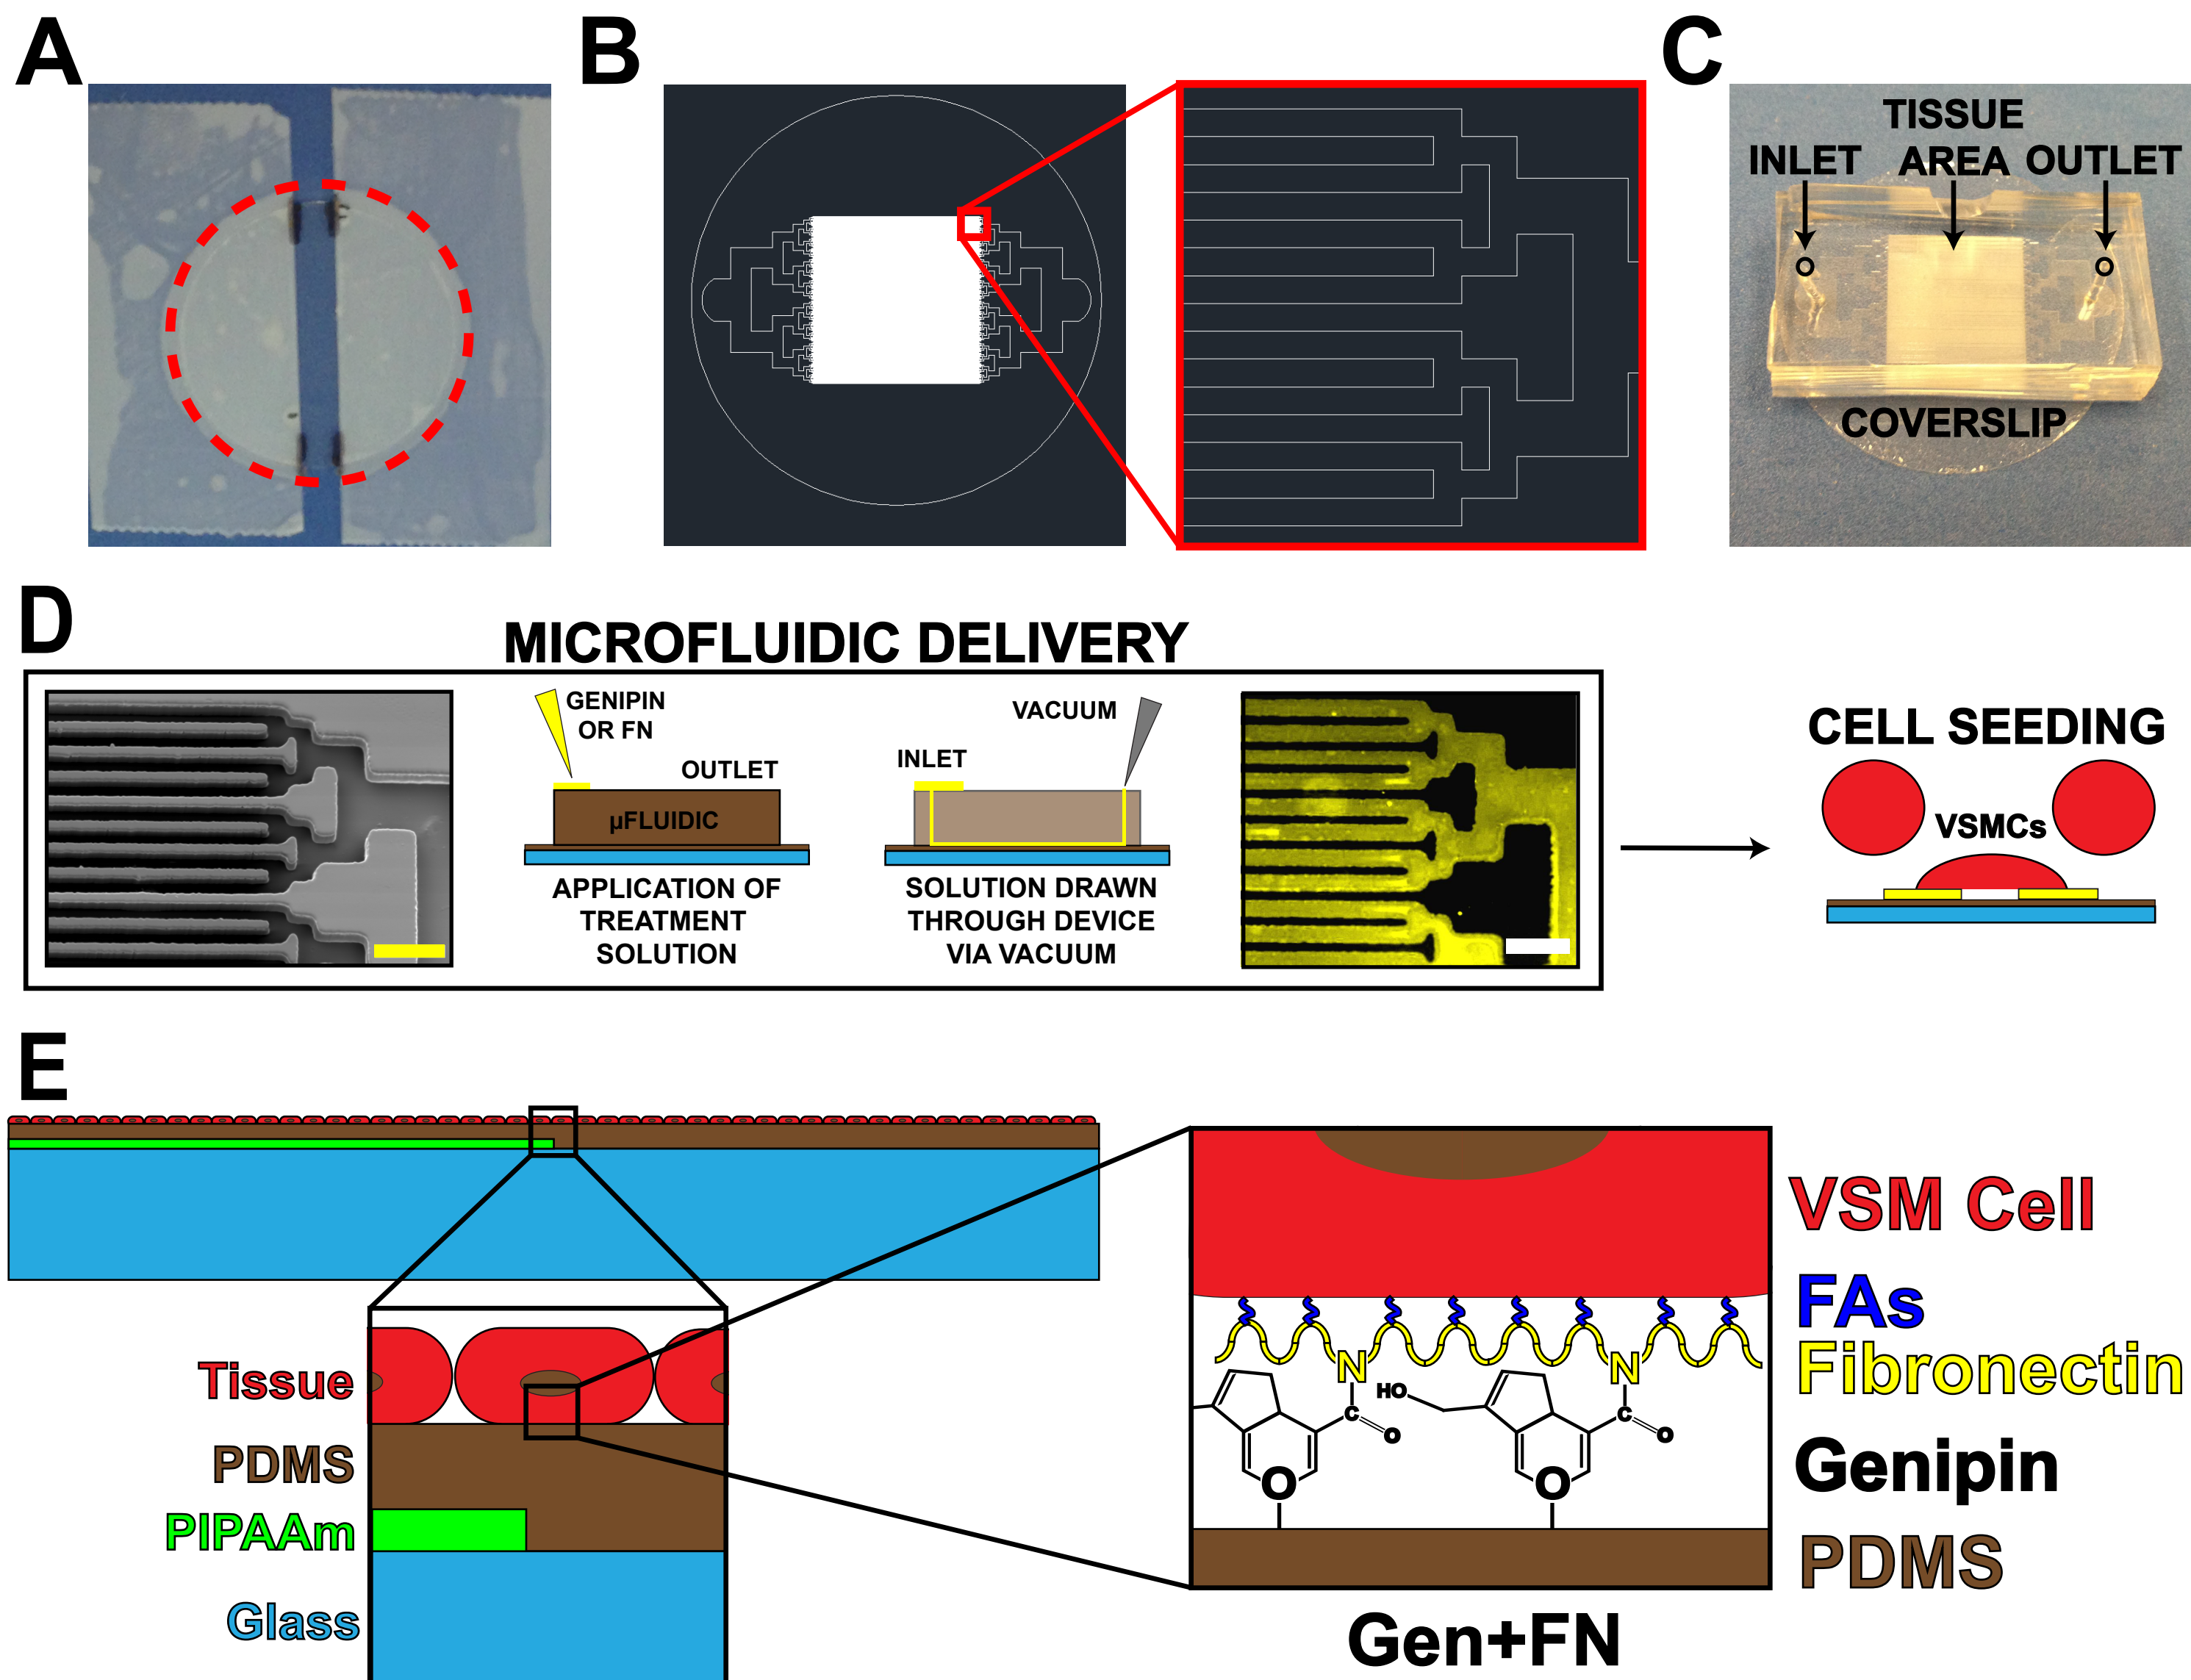 A
B
C
TISSUE
INLET
AREA
OUTLET
COVERSLIP
D
MICROFLUIDIC DELIVERY
GENIPIN
OR FN
OUTLET
µFLUIDIC
APPLICATION OF
TREATMENT
SOLUTION
VACUUM
INLET
SOLUTION DRAWN
THROUGH DEVICE
VIA VACUUM
CELL SEEDING
VSMCs
E
Tissue
PDMS
PIPAAm
Glass
N
N
HO
C
O
C
O
O
O
VSM Cell
FAs
Fibronectin
Genipin
PDMS
Gen+FN